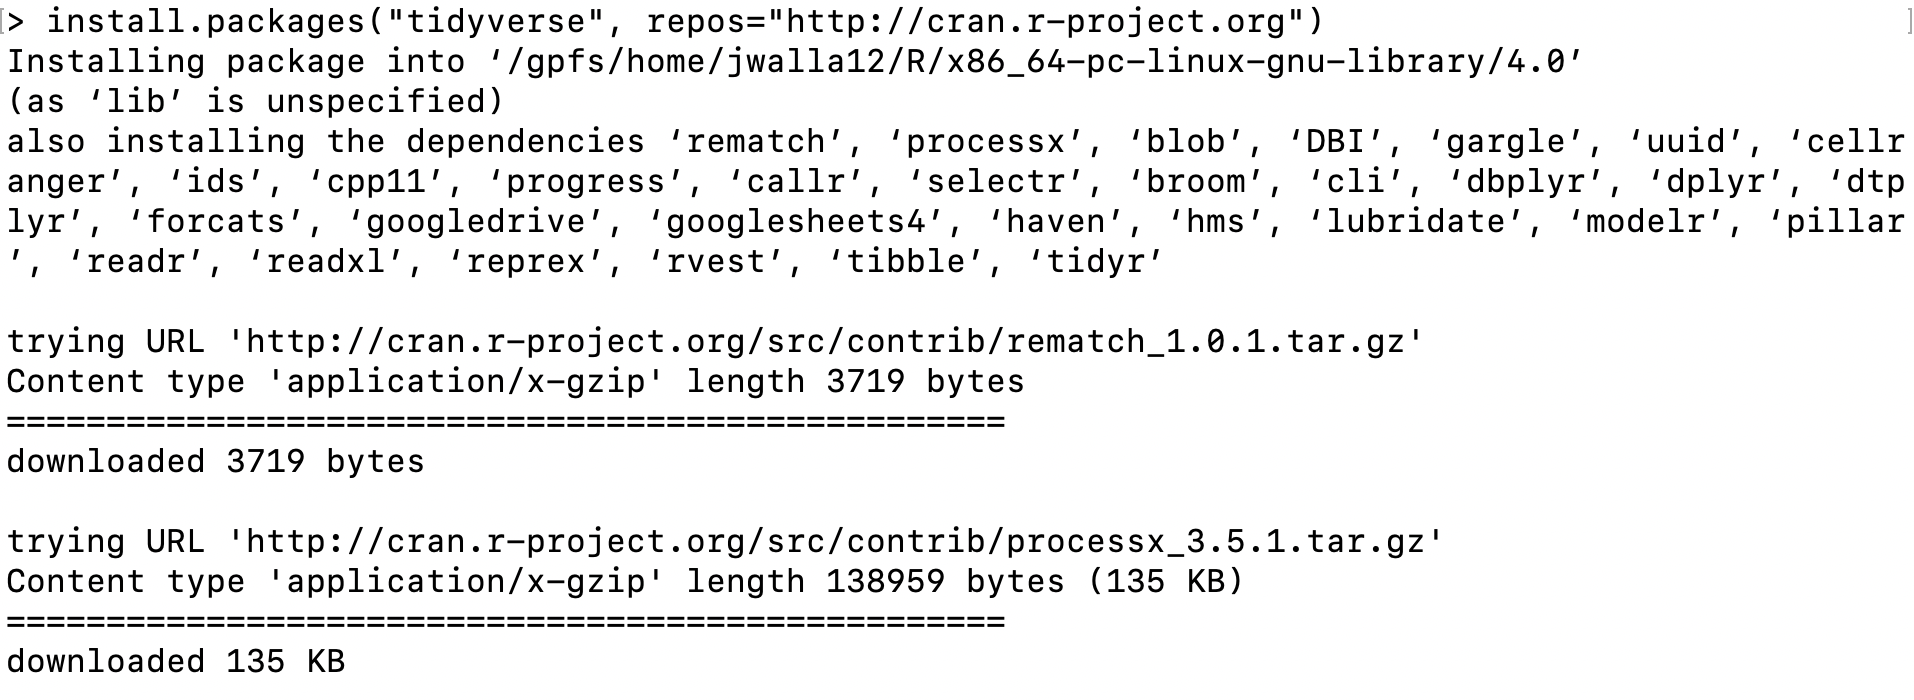 > install.packages("tidyverse", repos="http://cran.r-project.org")
Installing package into ‘/gpfs/home/jwalla12/R/x86_64-pc-linux-gnu-library/4.0’
(as ‘lib’ is unspecified)
also installing the dependencies ‘rematch’, ‘processx’, ‘blob’, ‘DBI’, ‘gargle’, ‘uuid’, ‘cellr
anger’, ‘ids’, ‘cpp11’, ‘progress’, ‘callr’, ‘selectr’, ‘broom’, ‘cli’, ‘dbplyr’, ‘dplyr’, ‘dtp
lyr’, ‘forcats’, ‘googledrive’, ‘googlesheets4’, ‘haven’, ‘hms’, ‘lubridate’, ‘modelr’, ‘pillar
’, ‘readr’, ‘readxl’, ‘reprex’, ‘rvest’, ‘tibble’, ‘tidyr’

trying URL 'http://cran.r-project.org/src/contrib/rematch_1.0.1.tar.gz'
Content type 'application/x-gzip' length 3719 bytes
==================================================
downloaded 3719 bytes

trying URL 'http://cran.r-project.org/src/contrib/processx_3.5.1.tar.gz'
Content type 'application/x-gzip' length 138959 bytes (135 KB)
==================================================
downloaded 135 KB